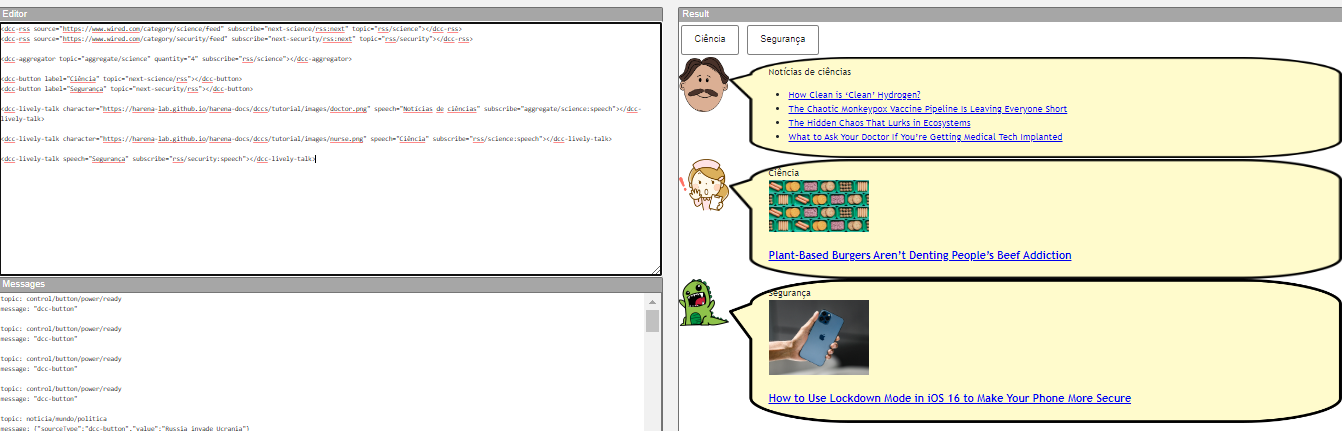 Editor
<dcc-rss source="https://www.wired.com/category/science/feed" subscribe="next-science/rss:next" topic="rss/science"></dcc-rss>
<dcc-rss source="https://www.wired.com/category/security/feed" subscribe="next-security/rss:next" topic="rss/security"></dcc-rss>
<dcc-aggregator topic="aggregate/science" quantity="4" subscribe="rss/science"></dcc-aggregator>
<dcc-button label="Ciência" topic="next-science/rss"></dcc-button>
<dcc-button label="Segurança" topic="next-security/rss"></dcc-button>
<dcc-lively-talk character="https://harena-lab.github.io/harena-docs/dccs/tutorial/images/doctor.png" speech="Notícias de ciências" subscribe="aggregate/science:speech"></dcc-
lively-talk>
<dcc-lively-talk character="https://harena-lab.github.io/harena-docs/dccs/tutorial/images/nurse.png" speech="Ciência" subscribe="rss/science:speech"></dcc-lively-talk>
<dcc-lively-talk speech="Segurança" subscribe="rss/security:speech"></dcc-lively-talk>
Messages
topic: control/button/power/ready
message: "dcc-button"
topic: control/button/power/ready
message: "dcc-button"
topic: control/button/power/ready
message: "dcc-button"
topic: control/button/power/ready
message: "dcc-button"
topic: noticia/mundo/politica
message: {"sourceType":"dcc-button","value":"Russia invade Ucrania"}
Result
Ciência Segurança
Notícias de ciências
• How Clean is ‘Clean’ Hydrogen?
• The Chaotic Monkeypox Vaccine Pipeline Is Leaving Everyone Short
• The Hidden Chaos That Lurks in Ecosystems
• What to Ask Your Doctor If You’re Getting Medical Tech Implanted
Ciência
Plant-Based Burgers Aren’t Denting People’s Beef Addiction
Segurança
How to Use Lockdown Mode in iOS 16 to Make Your Phone More Secure